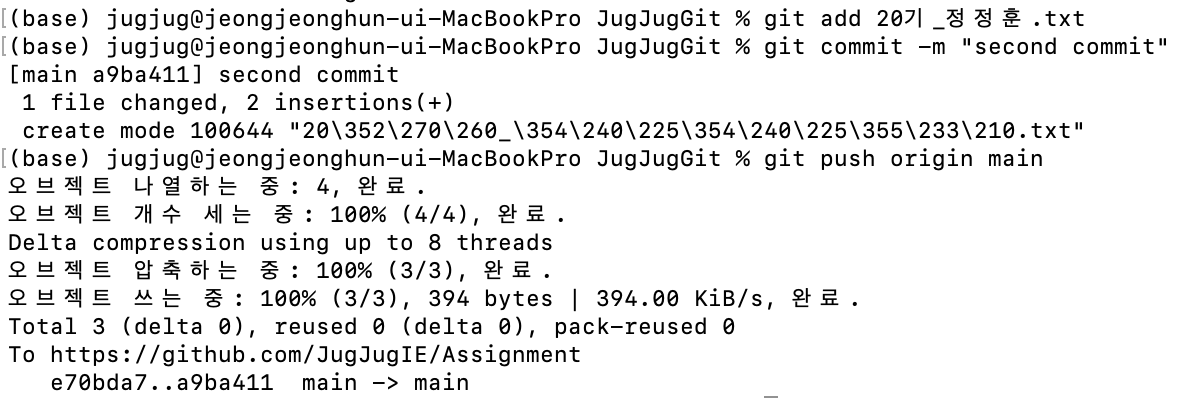 (base) jugjug@jeongjeonghun-ui-MacBookPro JugJugGit % git add 20기_정정훈.txt
(base) jugjug@jeongjeonghun-ui-MacBookPro JugJugGit % git commit -m "second commit"
[main a9ba411] second commit
 1 file changed, 2 insertions(+)
 create mode 100644 "20\352\270\260_\354\240\225\354\240\225\355\233\210.txt"
(base) jugjug@jeongjeonghun-ui-MacBookPro JugJugGit % git push origin main
오브젝트 나열하는 중: 4, 완료.
오브젝트 개수 세는 중: 100% (4/4), 완료.
Delta compression using up to 8 threads
오브젝트 압축하는 중: 100% (3/3), 완료.
오브젝트 쓰는 중: 100% (3/3), 394 bytes | 394.00 KiB/s, 완료.
Total 3 (delta 0), reused 0 (delta 0), pack-reused 0
To https://github.com/JugJugIE/Assignment
   e70bda7..a9ba411  main -> main